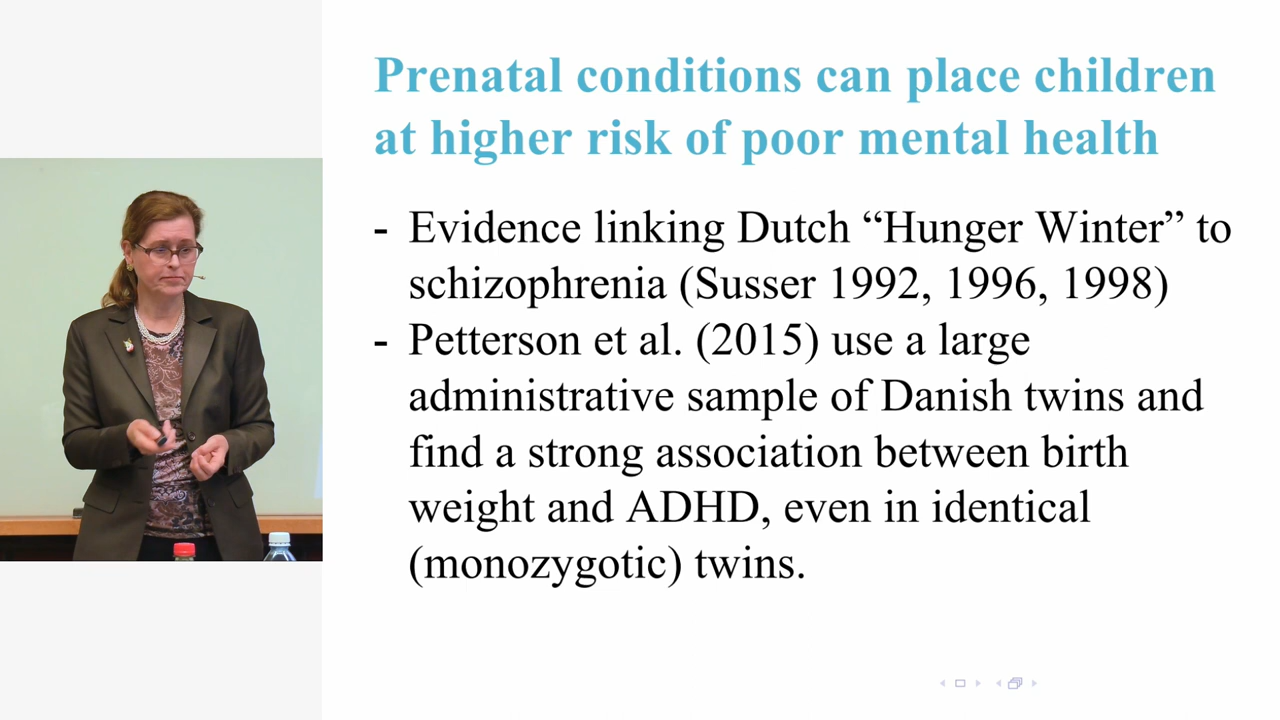 Prenatal conditions can place children
at higher risk of poor mental health
- Evidence linking Dutch “Hunger Winter” to
schizophrenia (Susser 1992, 1996, 1998)
- Petterson et al. (2015) use a large
administrative sample of Danish twins and
find a strong association between birth
weight and ADHD, even in identical
(monozygotic) twins.